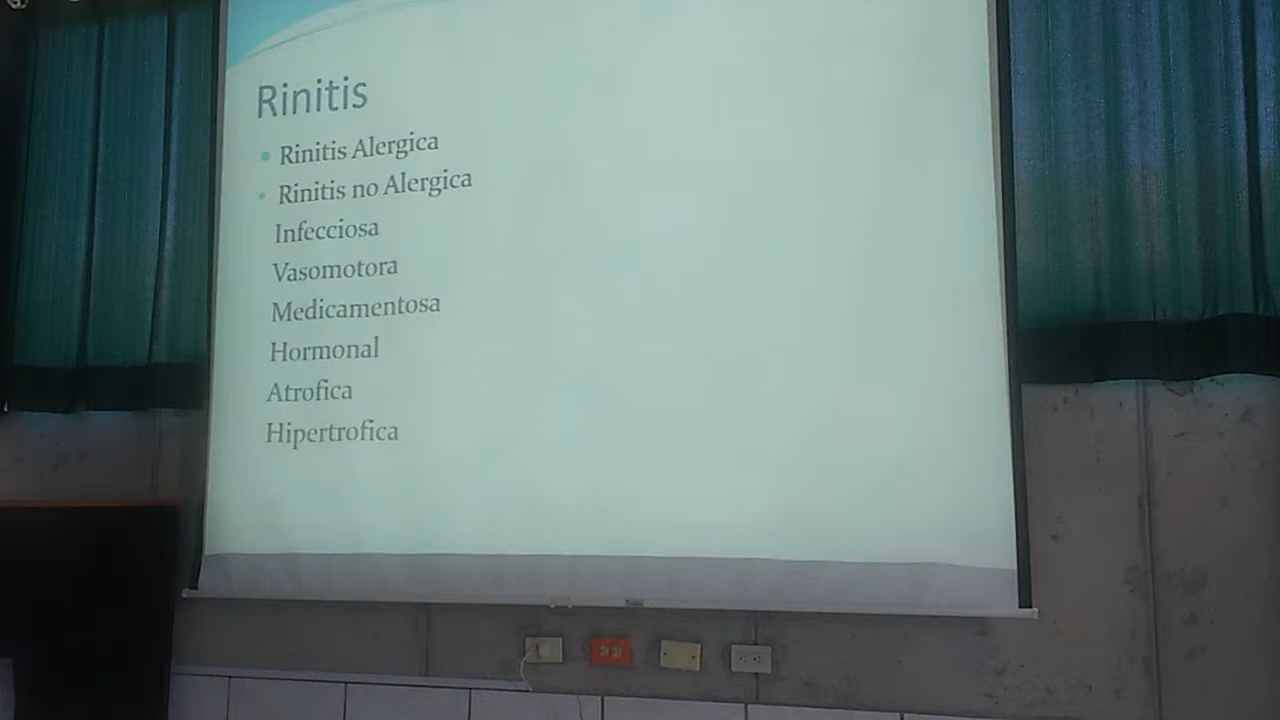 Rinitis
• Rinitis Alergica
• Rinitis no Alergica
Infecciosa
Vasomotora
Medicamentosa
Hormonal
Atrofica
Hipertrofica